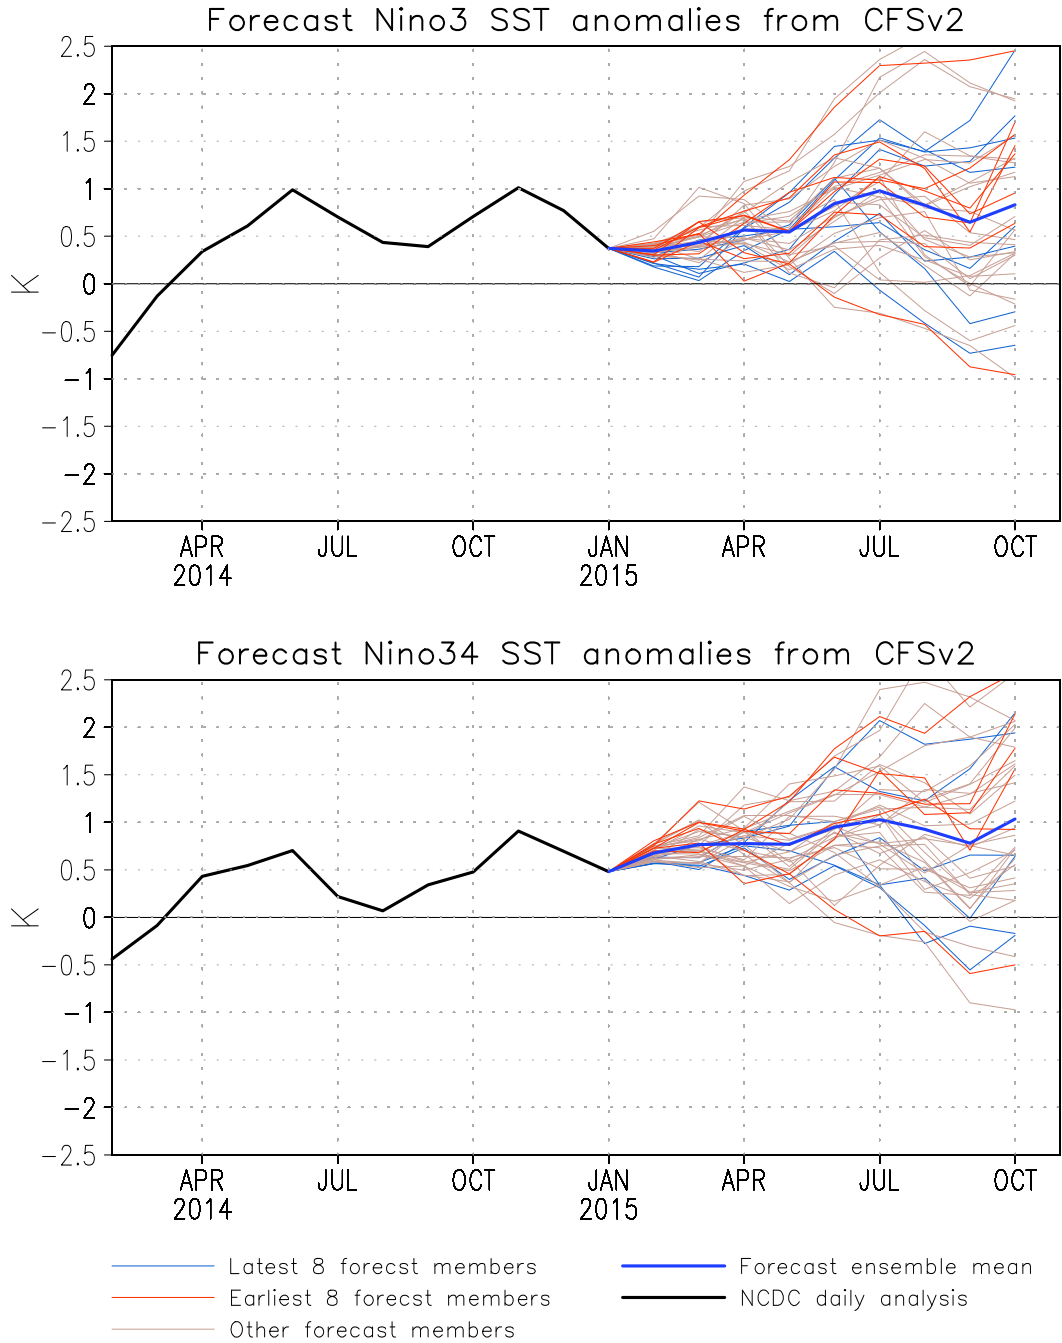 Forecast Nino3 SST anomalies from CFSv2
2.5
2
1.5
1
0.5
0
-0.5
-1
-1.5
-2
-2.5
K
APR JUL OCT JAN APR JUL OCT
2014 2015
Forecast Nino34 SST anomalies from CFSv2
2.5
2
1.5
1
0.5
0
-0.5
-1
-1.5
-2
-2.5
K
APR JUL OCT JAN APR JUL OCT
2014 2015
Latest 8 forecst members
Earliest 8 forecst members
Other forecast members
Forecast ensemble mean
NCDC daily analysis